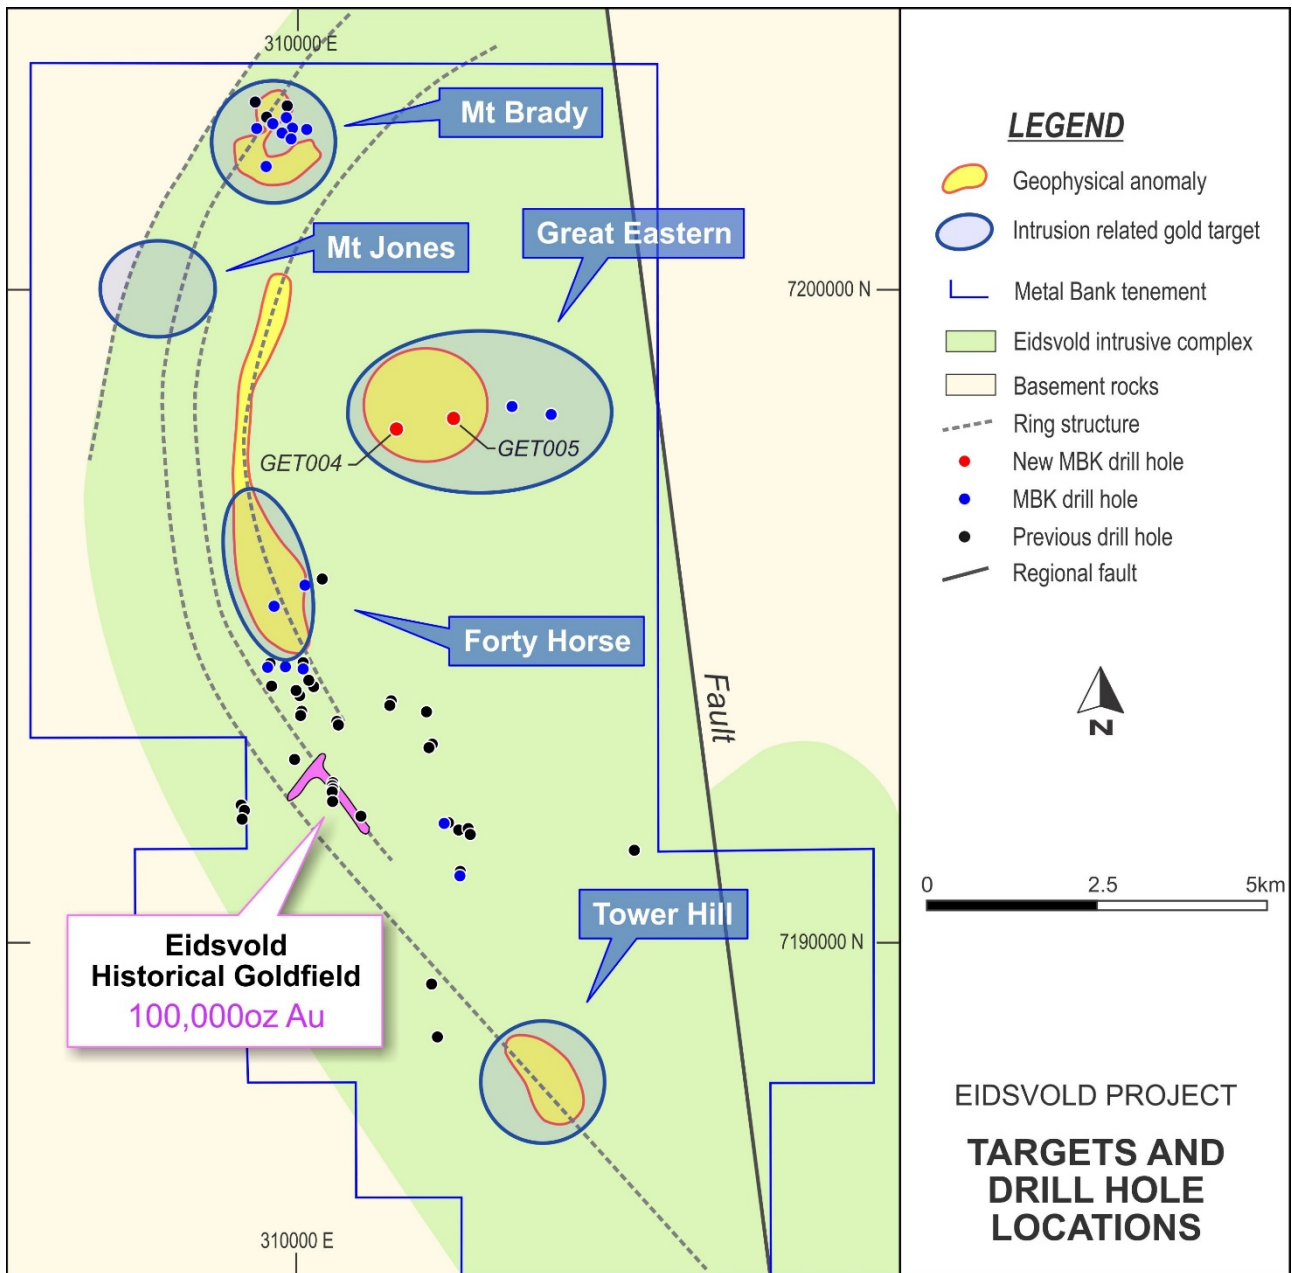 310000 E
Mt Brady
Great Eastern
Mt Jones
7200000 N
GET004
GET005
Forty Horse
Fault
Eidsvold
Historical Goldfield
100,000oz Au
Tower Hill
7190000 N
310000 E
LEGEND
Geophysical anomaly
Intrusion related gold target
Metal Bank tenement
Eidsvold intrusive complex
Basement rocks
Ring structure
New MBK drill hole
MBK drill hole
Previous drill hole
Regional fault
N
0 2.5 5km
EIDSVOLD PROJECT
TARGETS AND
DRILL HOLE
LOCATIONS